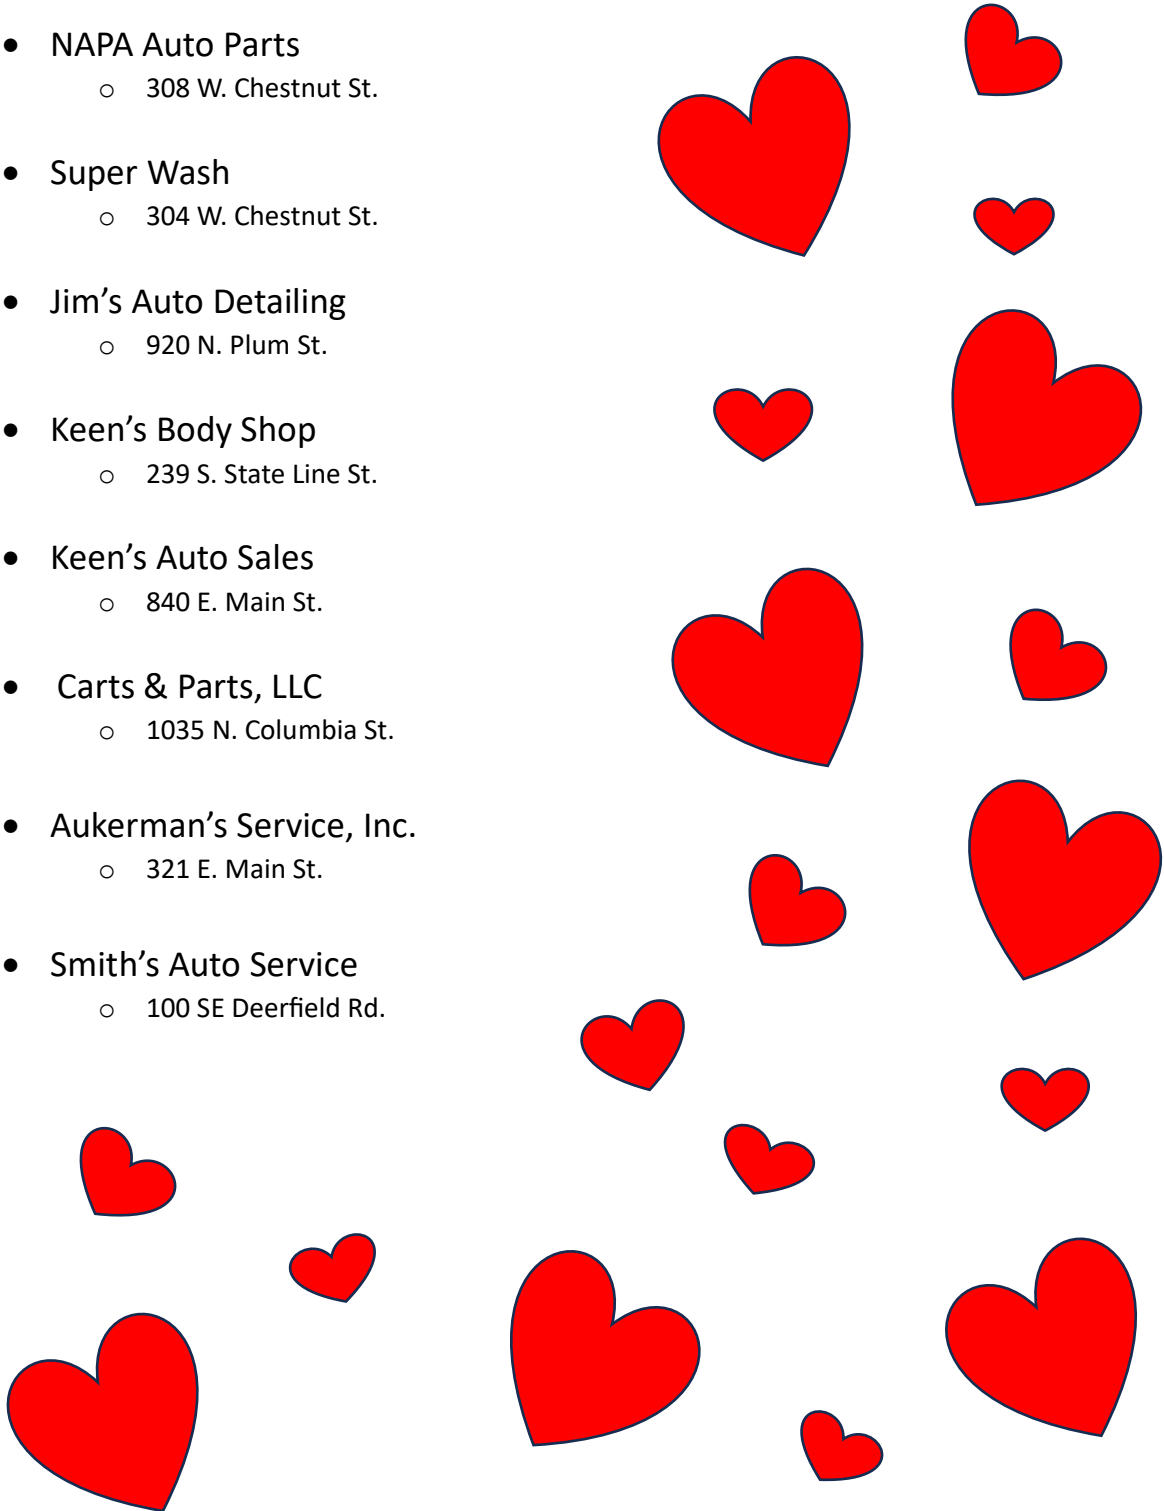 • NAPA Auto Parts
o 308 W. Chestnut St.
• Super Wash
o 304 W. Chestnut St.
• Jim’s Auto Detailing
o 920 N. Plum St.
• Keen’s Body Shop
o 239 S. State Line St.
• Keen’s Auto Sales
o 840 E. Main St.
• Carts & Parts, LLC
o 1035 N. Columbia St.
• Aukerman’s Service, Inc.
o 321 E. Main St.
• Smith’s Auto Service
o 100 SE Deerfield Rd.